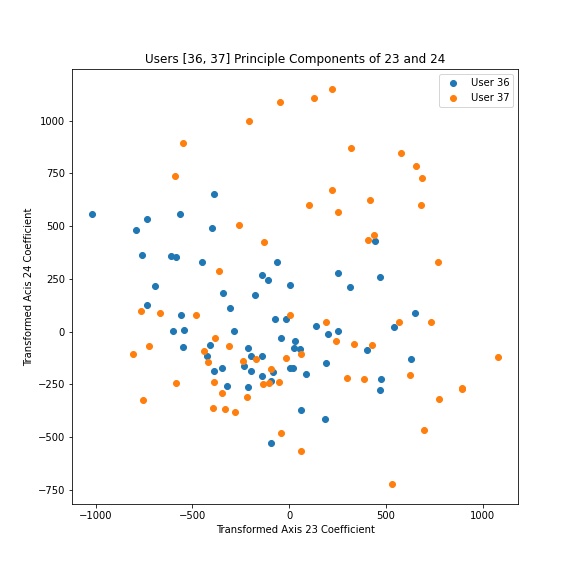 Users [36, 37] Principle Components of 23 and 24
User 36
User 37
1000
750
500
250
0
−250
−500
−750
Transformed Acis 24 Coefficient
−1000
−500
0
500
1000
Transformed Axis 23 Coefficient